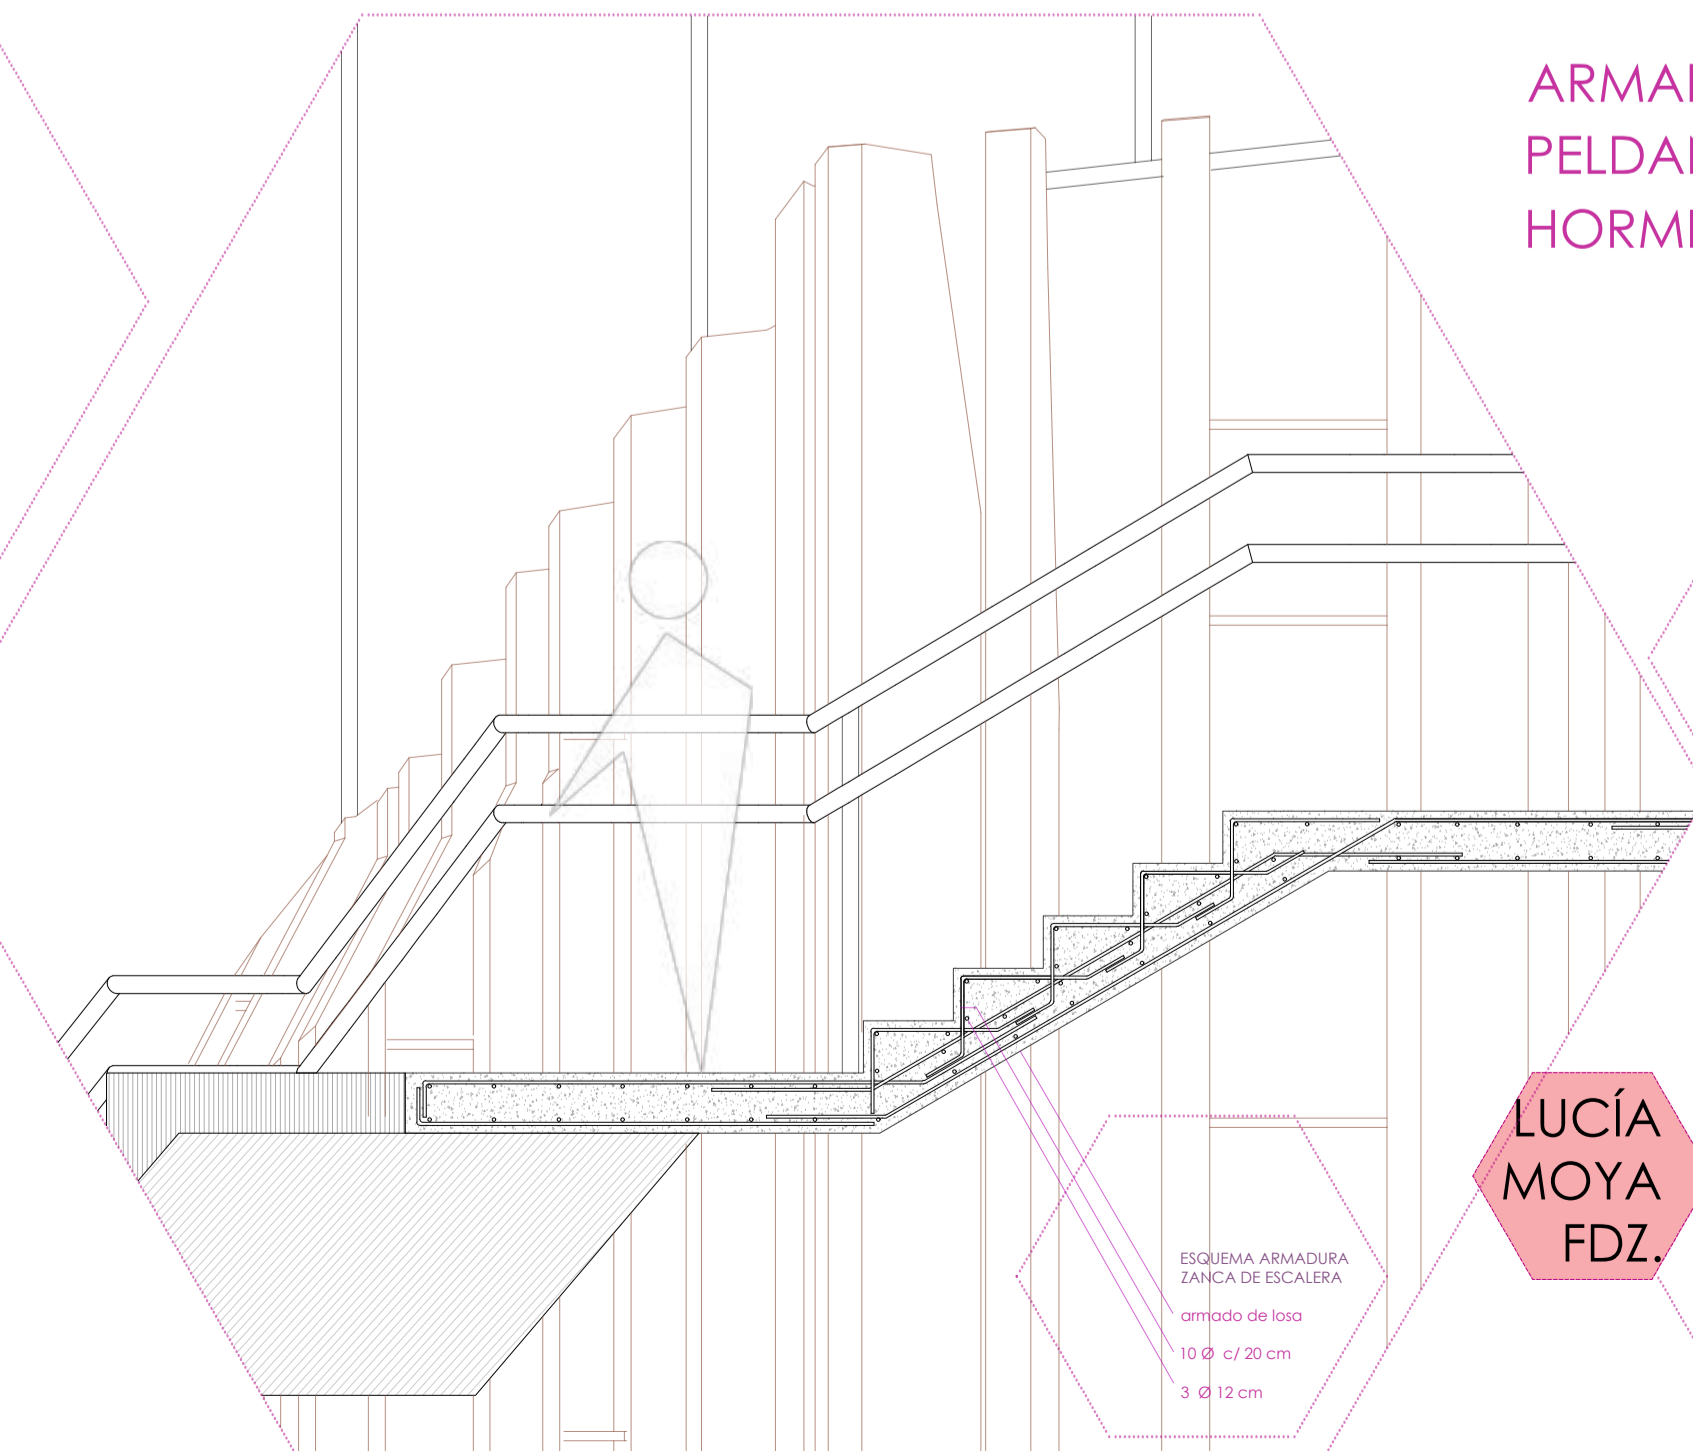 ARMA
PELDA
HORM
LUCÍA
MOYA
FDZ.
ESQUEMA ARMADURA
ZANCA DE ESCALERA
armado de losa
10 Ø c/ 20 cm
3 Ø 12 cm